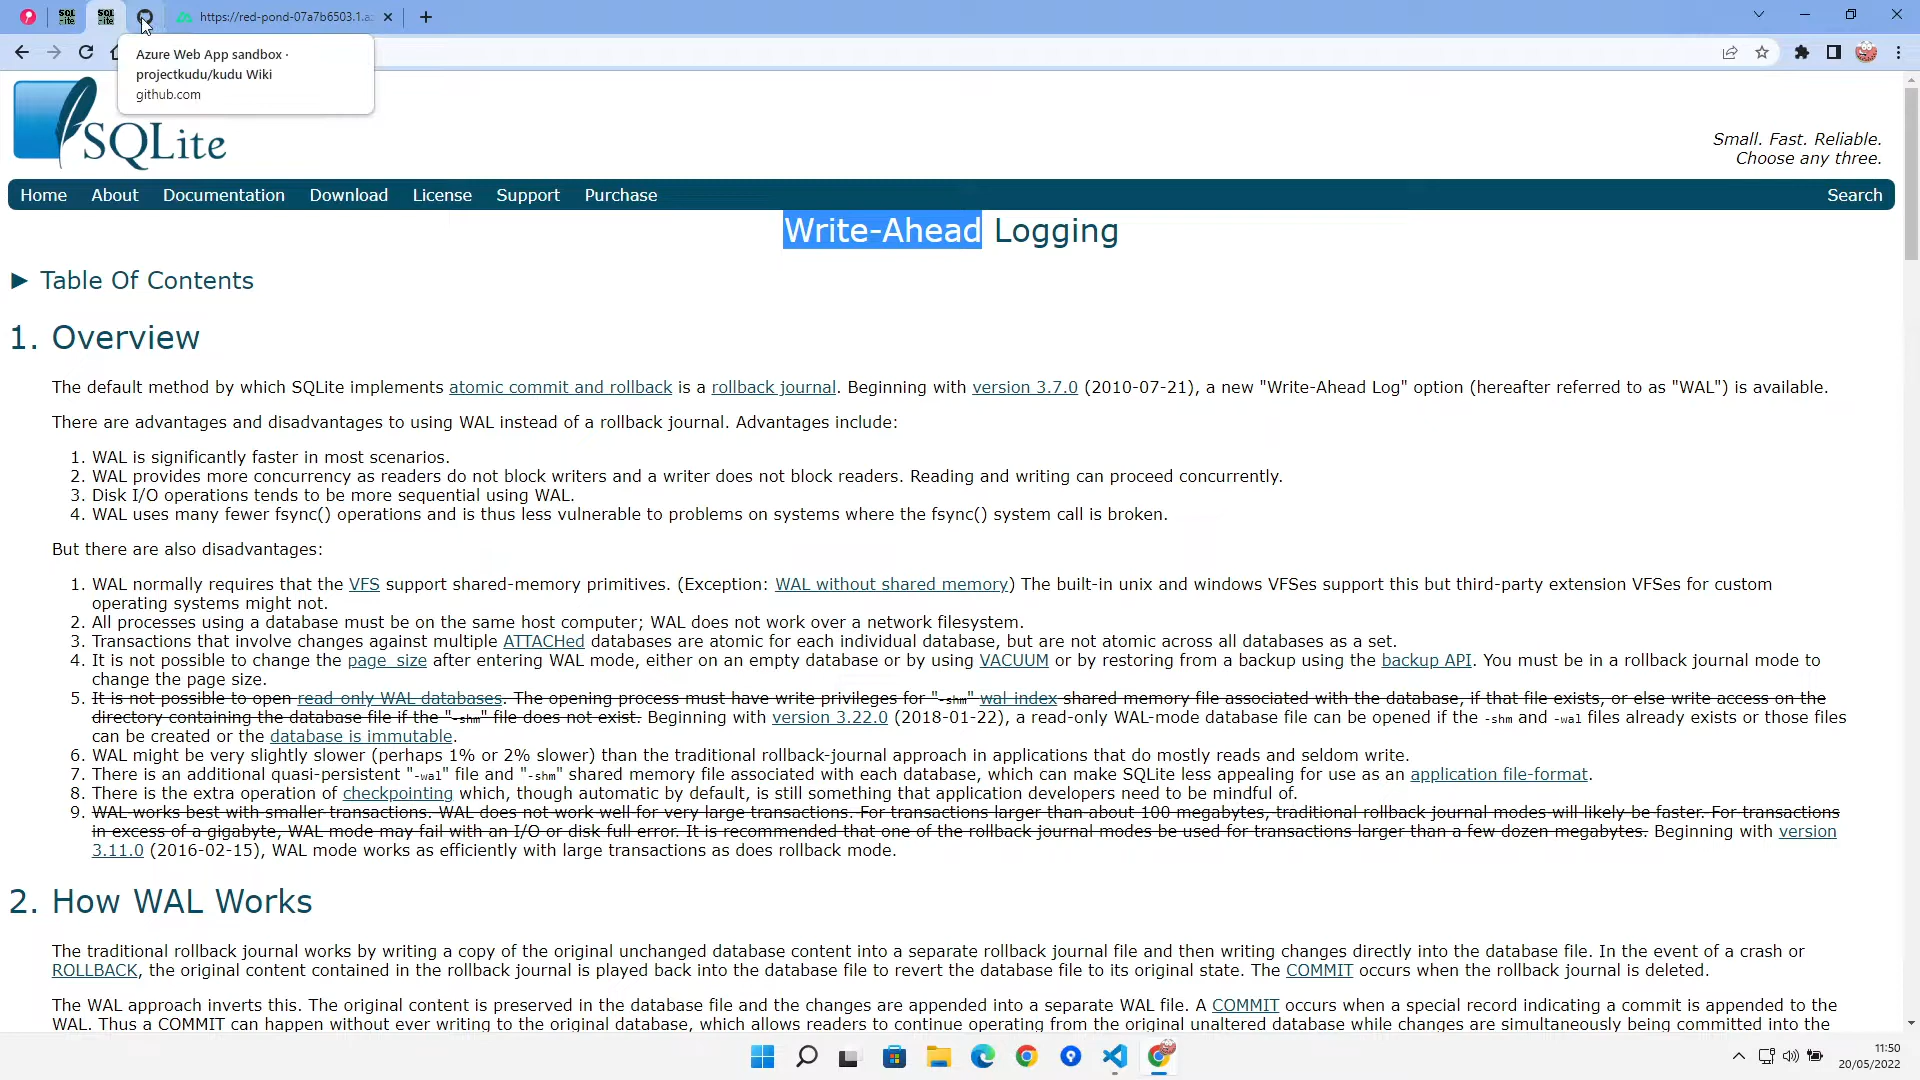 SQL
-ite
SQL
-ite
https://red-pond-07a7b6503.1.az
Azure Web App sandbox ·
projectkudu/kudu Wiki
github.com
SQLite
Small. Fast. Reliable.
Choose any three.
Home About Documentation Download License Support Purchase Search
Write-Ahead Logging
► Table Of Contents
1. Overview
The default method by which SQLite implements atomic commit and rollback is a rollback journal. Beginning with version 3.7.0 (2010-07-21), a new "Write-Ahead Log" option (hereafter referred to as "WAL") is available.
There are advantages and disadvantages to using WAL instead of a rollback journal. Advantages include:
1. WAL is significantly faster in most scenarios.
2. WAL provides more concurrency as readers do not block writers and a writer does not block readers. Reading and writing can proceed concurrently.
3. Disk I/O operations tends to be more sequential using WAL.
4. WAL uses many fewer fsync() operations and is thus less vulnerable to problems on systems where the fsync() system call is broken.
But there are also disadvantages:
1. WAL normally requires that the VFS support shared-memory primitives. (Exception: WAL without shared memory) The built-in unix and windows VFSes support this but third-party extension VFSes for custom
operating systems might not.
2. All processes using a database must be on the same host computer; WAL does not work over a network filesystem.
3. Transactions that involve changes against multiple ATTACHed databases are atomic for each individual database, but are not atomic across all databases as a set.
4. It is not possible to change the page_size after entering WAL mode, either on an empty database or by using VACUUM or by restoring from a backup using the backup API. You must be in a rollback journal mode to
change the page size.
5. It is not possible to open read-only WAL databases. The opening process must have write privileges for "-shm" wal-index shared memory file associated with the database, if that file exists, or else write access on the
directory containing the database file if the "-shm" file does not exist. Beginning with version 3.22.0 (2018-01-22), a read-only WAL-mode database file can be opened if the -shm and -wal files already exists or those files
can be created or the database is immutable.
6. WAL might be very slightly slower (perhaps 1% or 2% slower) than the traditional rollback-journal approach in applications that do mostly reads and seldom write.
7. There is an additional quasi-persistent "-wal" file and "-shm" shared memory file associated with each database, which can make SQLite less appealing for use as an application file-format.
8. There is the extra operation of checkpointing which, though automatic by default, is still something that application developers need to be mindful of.
9. WAL works best with smaller transactions. WAL does not work well for very large transactions. For transactions larger than about 100 megabytes, traditional rollback journal modes will likely be faster. For transactions
in excess of a gigabyte, WAL mode may fail with an I/O or disk full error. It is recommended that one of the rollback journal modes be used for transactions larger than a few dozen megabytes. Beginning with version
3.11.0 (2016-02-15), WAL mode works as efficiently with large transactions as does rollback mode.
2. How WAL Works
The traditional rollback journal works by writing a copy of the original unchanged database content into a separate rollback journal file and then writing changes directly into the database file. In the event of a crash or
ROLLBACK, the original content contained in the rollback journal is played back into the database file to revert the database file to its original state. The COMMIT occurs when the rollback journal is deleted.
The WAL approach inverts this. The original content is preserved in the database file and the changes are appended into a separate WAL file. A COMMIT occurs when a special record indicating a commit is appended to the
WAL. Thus a COMMIT can happen without ever writing to the original database, which allows readers to continue operating from the original unaltered database while changes are simultaneously being committed into the
11:50
20/05/2022